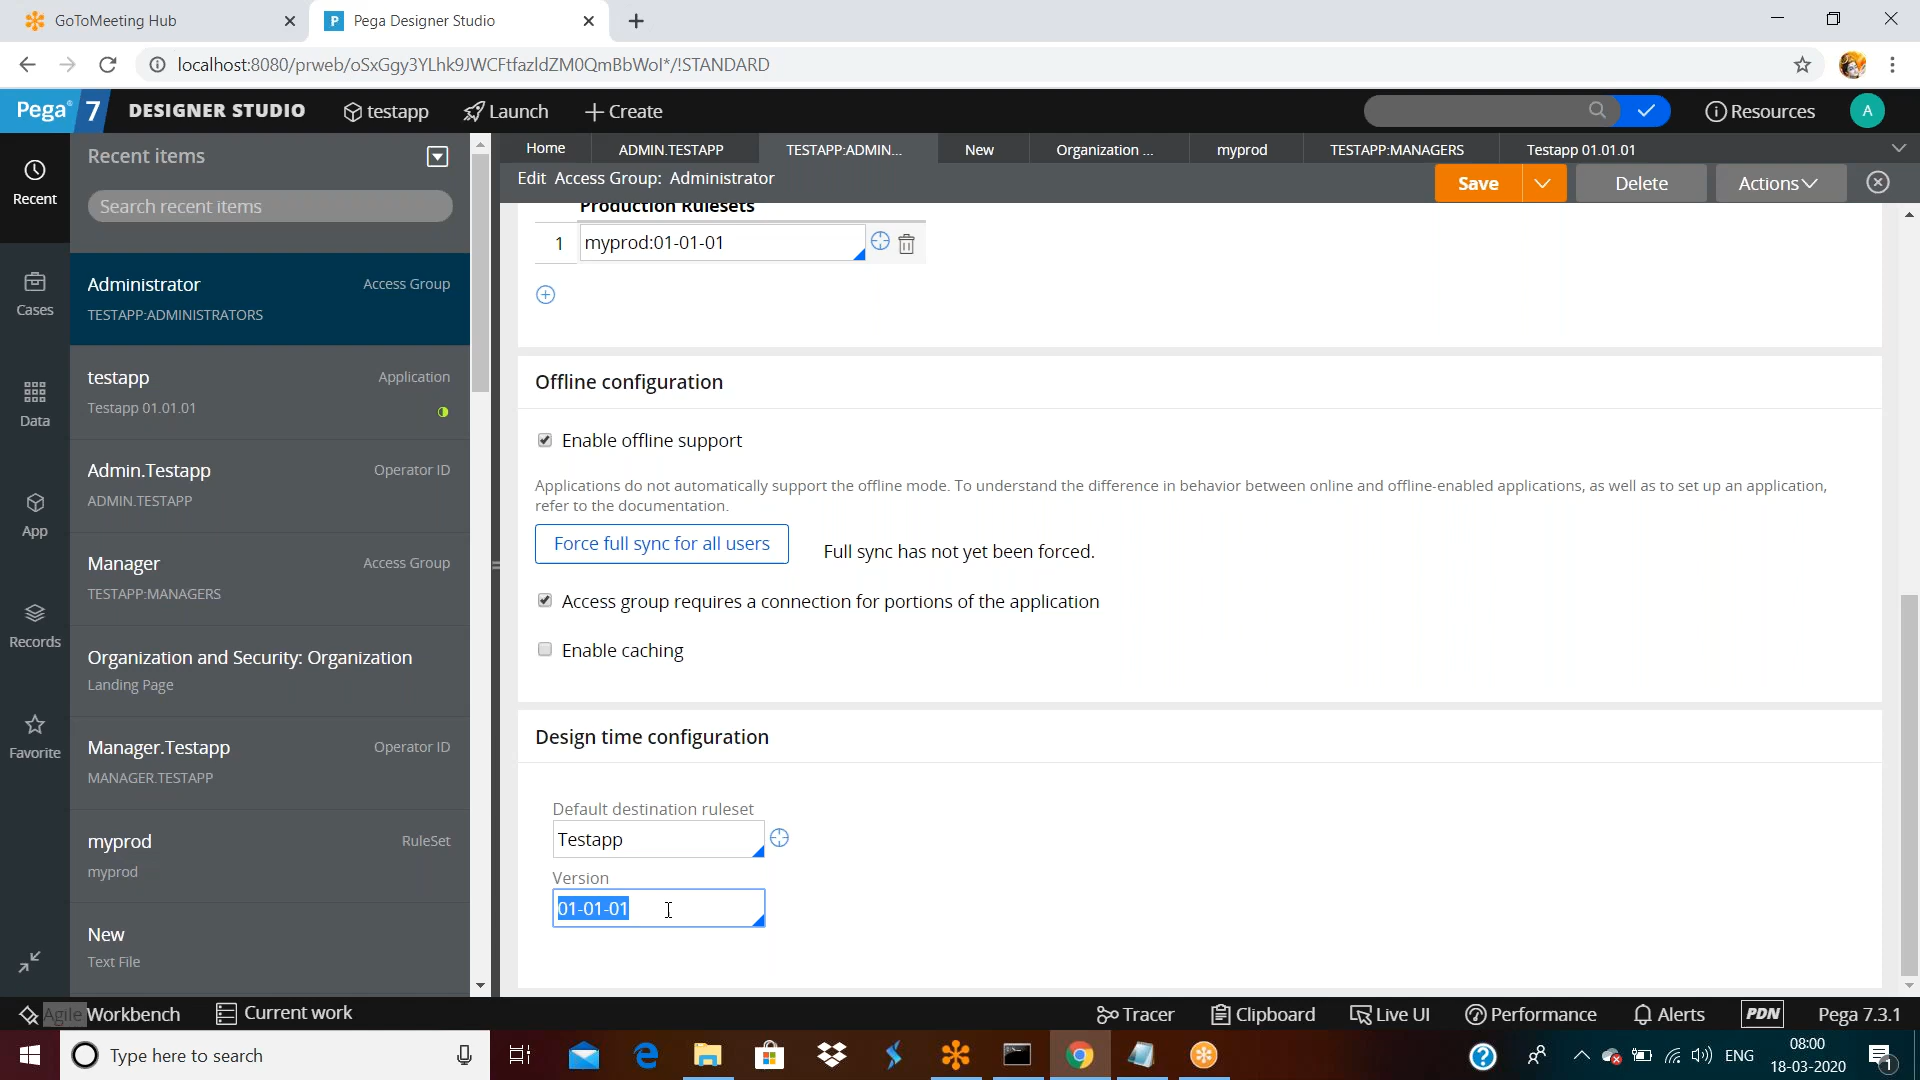 GoToMeeting Hub
Pega Designer Studio
localhost:8080/prweb/oSxGgy3YLhk9JWCFtfazldZM0QmBbWoI*/!STANDARD
Pega 7 DESIGNER STUDIO testapp Launch Create Resources A
Recent
Cases
Data
App
Records
Favorite
Recent items
Search recent items
Administrator Access Group
TESTAPP:ADMINISTRATORS
testapp Application
Testapp 01.01.01
Admin.Testapp Operator ID
ADMIN.TESTAPP
Manager Access Group
TESTAPP:MANAGERS
Organization and Security: Organization
Landing Page
Manager.Testapp Operator ID
MANAGER.TESTAPP
myprod RuleSet
myprod
New
Text File
Home ADMIN.TESTAPP TESTAPP:ADMIN... New Organization ... myprod TESTAPP:MANAGERS Testapp 01.01.01
Edit Access Group: Administrator Save Delete Actions
Production Rulesets
1 myprod:01-01-01
Offline configuration
Enable offline support
Applications do not automatically support the offline mode. To understand the difference in behavior between online and offline-enabled applications, as well as to set up an application,
refer to the documentation.
Force full sync for all users Full sync has not yet been forced.
Access group requires a connection for portions of the application
Enable caching
Design time configuration
Default destination ruleset
Testapp
Version
01-01-01
Agile Workbench Current work Tracer Clipboard Live UI Performance Alerts PDN Pega 7.3.1
Type here to search ENG 08:00
18-03-2020 1